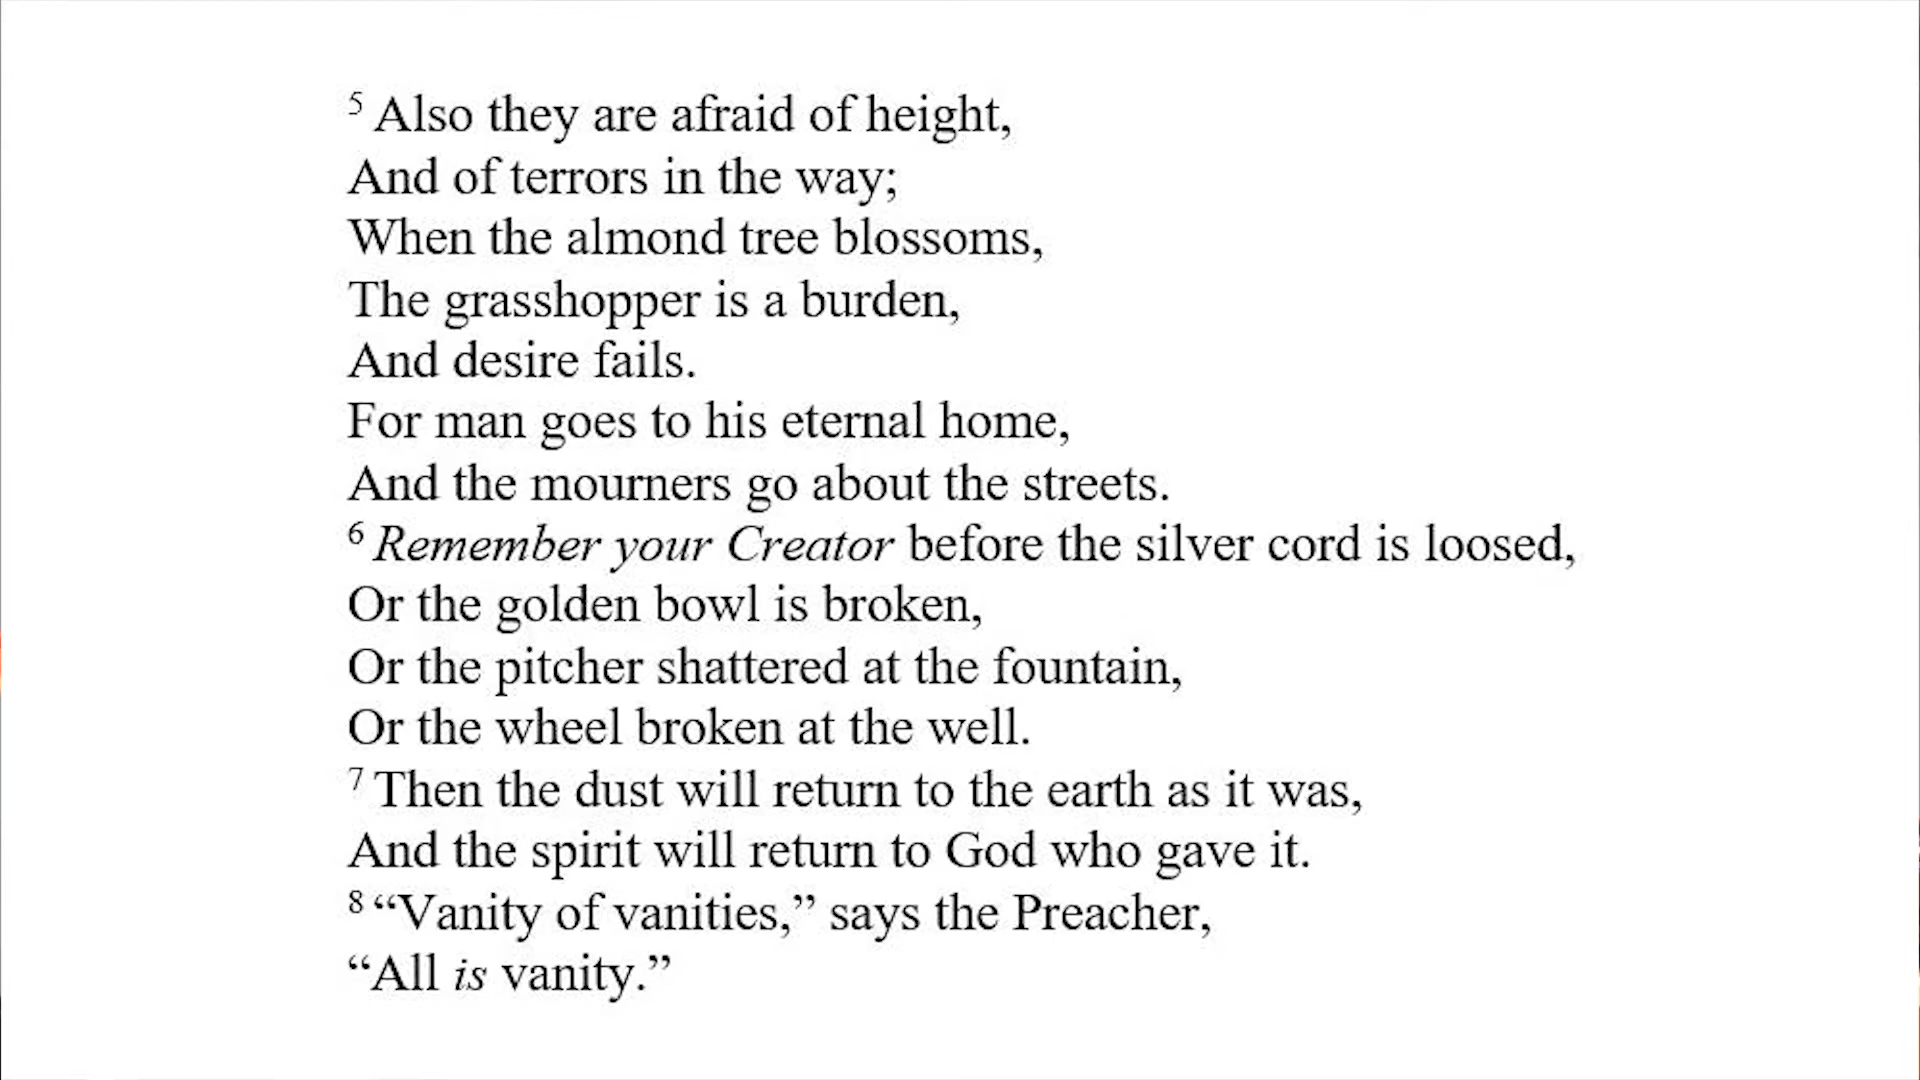 5 Also they are afraid of height,
And of terrors in the way;
When the almond tree blossoms,
The grasshopper is a burden,
And desire fails.
For man goes to his eternal home,
And the mourners go about the streets.
6 Remember your Creator before the silver cord is loosed,
Or the golden bowl is broken,
Or the pitcher shattered at the fountain,
Or the wheel broken at the well.
7 Then the dust will return to the earth as it was,
And the spirit will return to God who gave it.
8 “Vanity of vanities,” says the Preacher,
“All is vanity.”